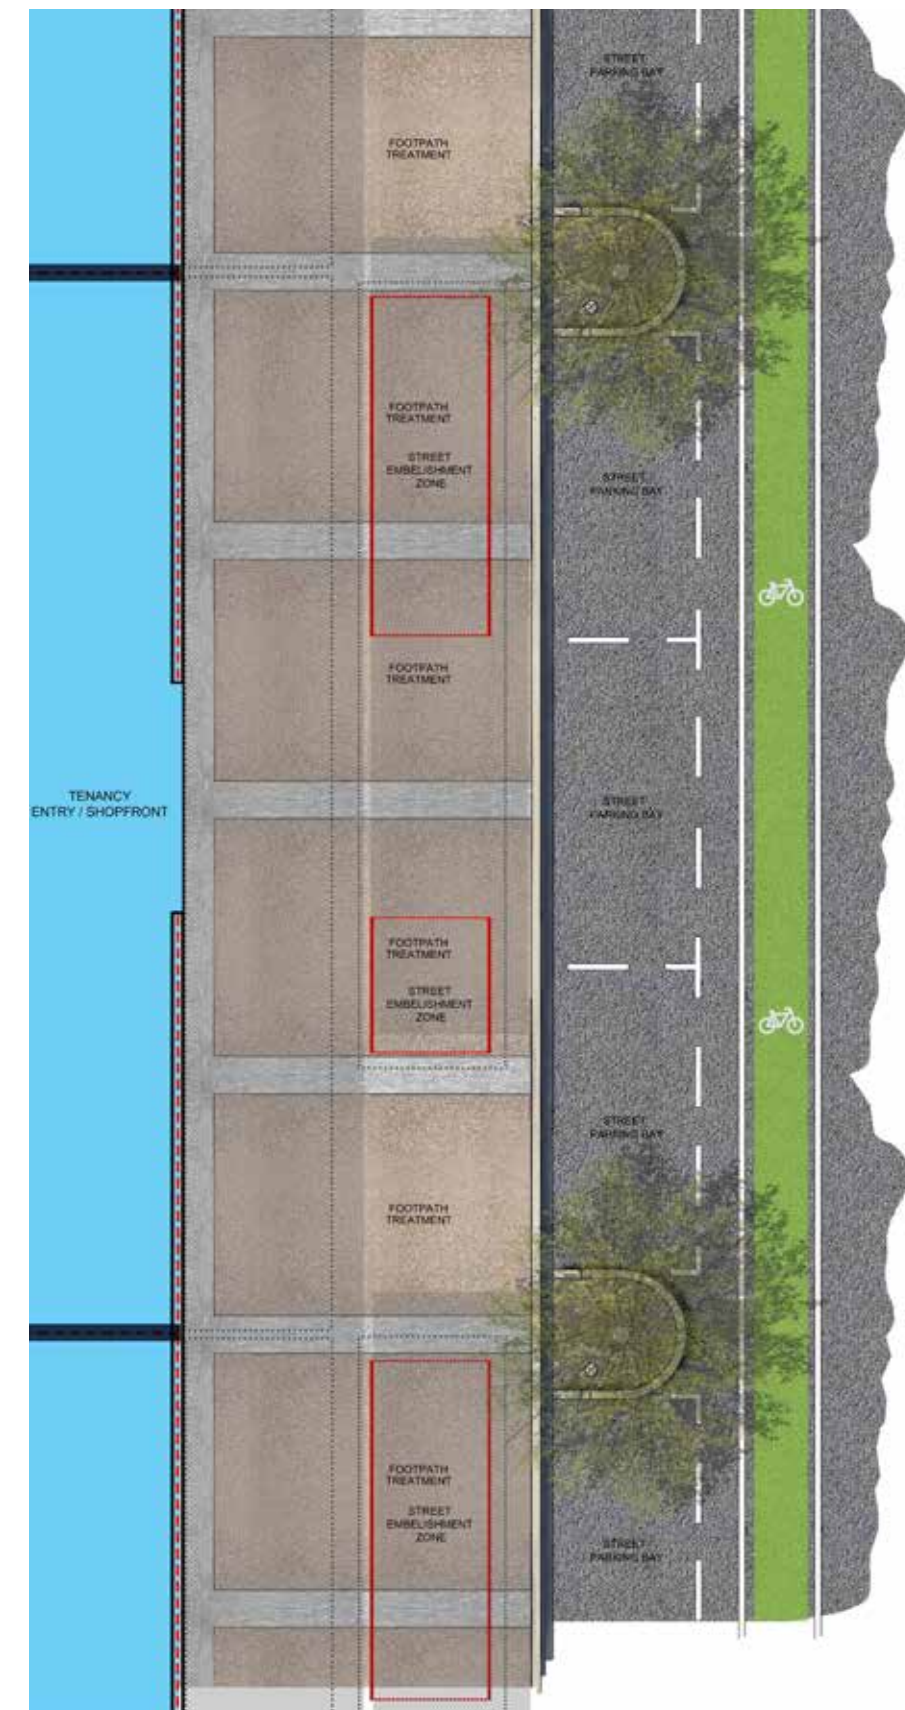 STREET
PARKING BAY
FOOTPATH
TREATMENT
FOOTPATH
TREATMENT
STREET
EMBELISHMENT
ZONE
STREET
PARKING BAY
FOOTPATH
TREATMENT
TENANCY
ENTRY / SHOPFRONT
STREET
PARKING BAY
FOOTPATH
TREATMENT
STREET
EMBELISHMENT
ZONE
STREET
PARKING BAY
FOOTPATH
TREATMENT
FOOTPATH
TREATMENT
STREET
EMBELISHMENT
ZONE
STREET
PARKING BAY